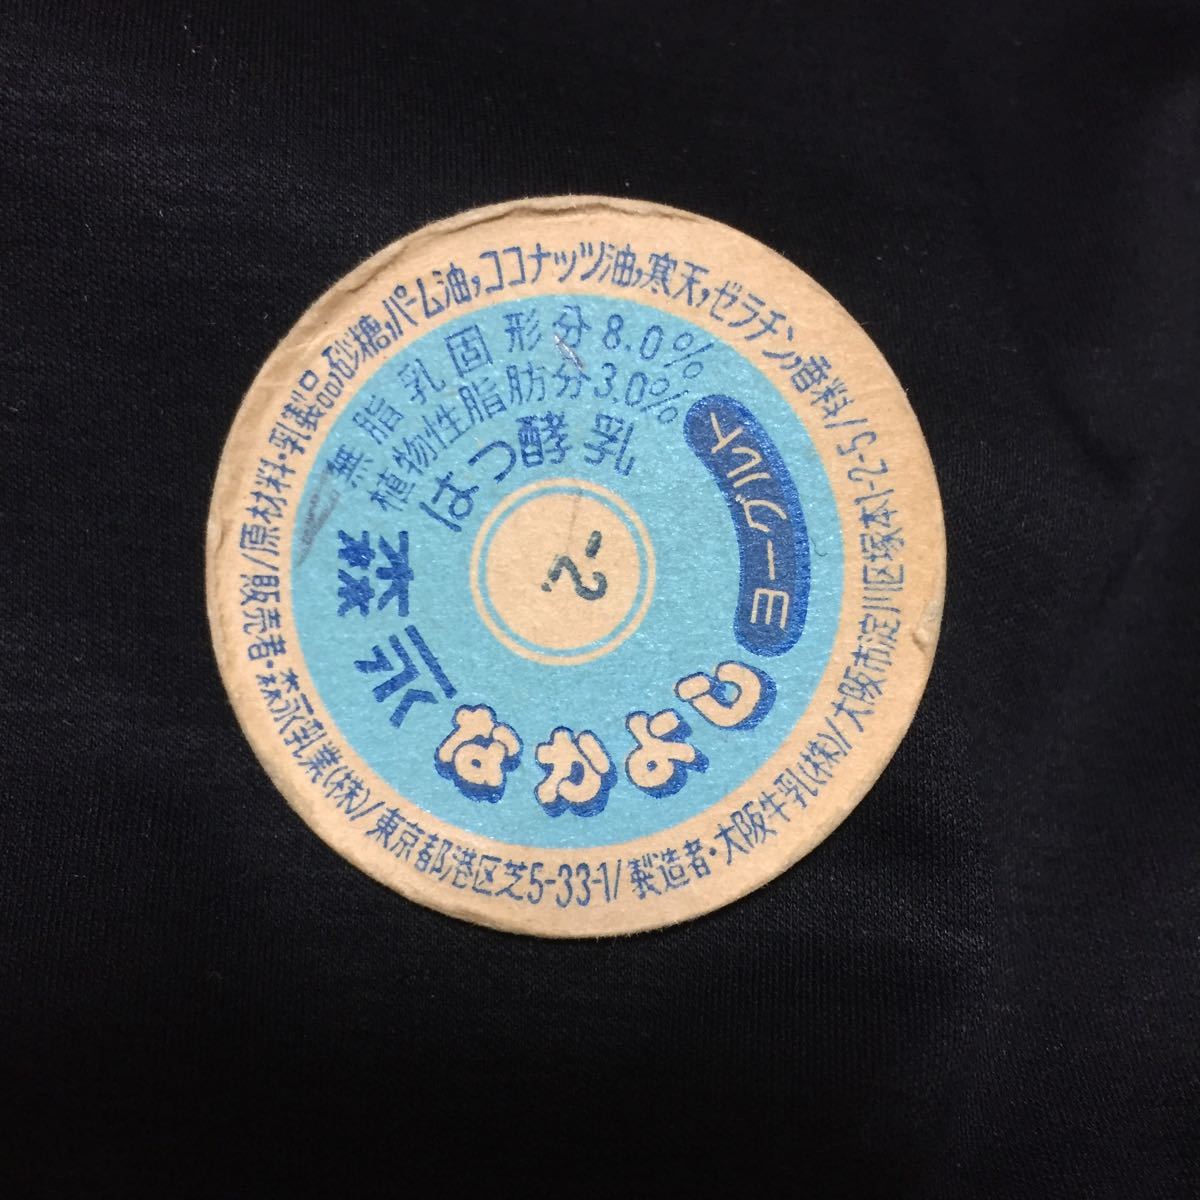 無脂乳固形分8.0%
植物性脂肪分3.0%
はつ酵乳
ヨーグルト
森永
-2
原材料・乳製品,砂糖,パーム油,ココナッツ油,寒天,ゼラチン,香料/
販売者・森永乳業(株)/東京都港区芝5-33-1/製造者・大阪牛乳(株)/大阪市淀川区塚本1-2-5/